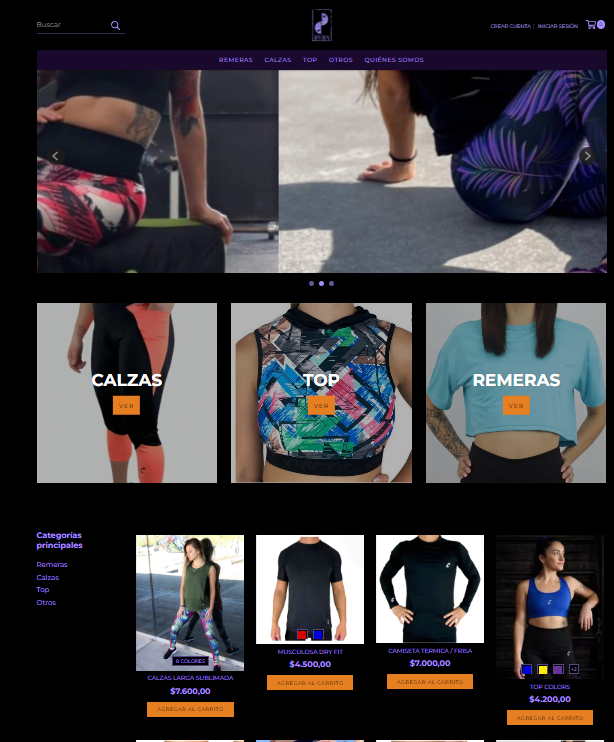 Buscar
CREAR CUENTA | INICIAR SESIÓN
0
REMERAS CALZAS TOP OTROS QUIÉNES SOMOS
CALZAS
VER
TOP
VER
REMERAS
VER
Categorías
principales
Remeras
Calzas
Top
Otros
8 COLORES
CALZAS LARGA SUBLIMADA
$7.600,00
AGREGAR AL CARRITO
MUSCULOSA DRY FIT
$4.500,00
AGREGAR AL CARRITO
CAMISETA TERMICA / FRISA
$7.000,00
AGREGAR AL CARRITO
+2
TOP COLORS
$4.200,00
AGREGAR AL CARRITO